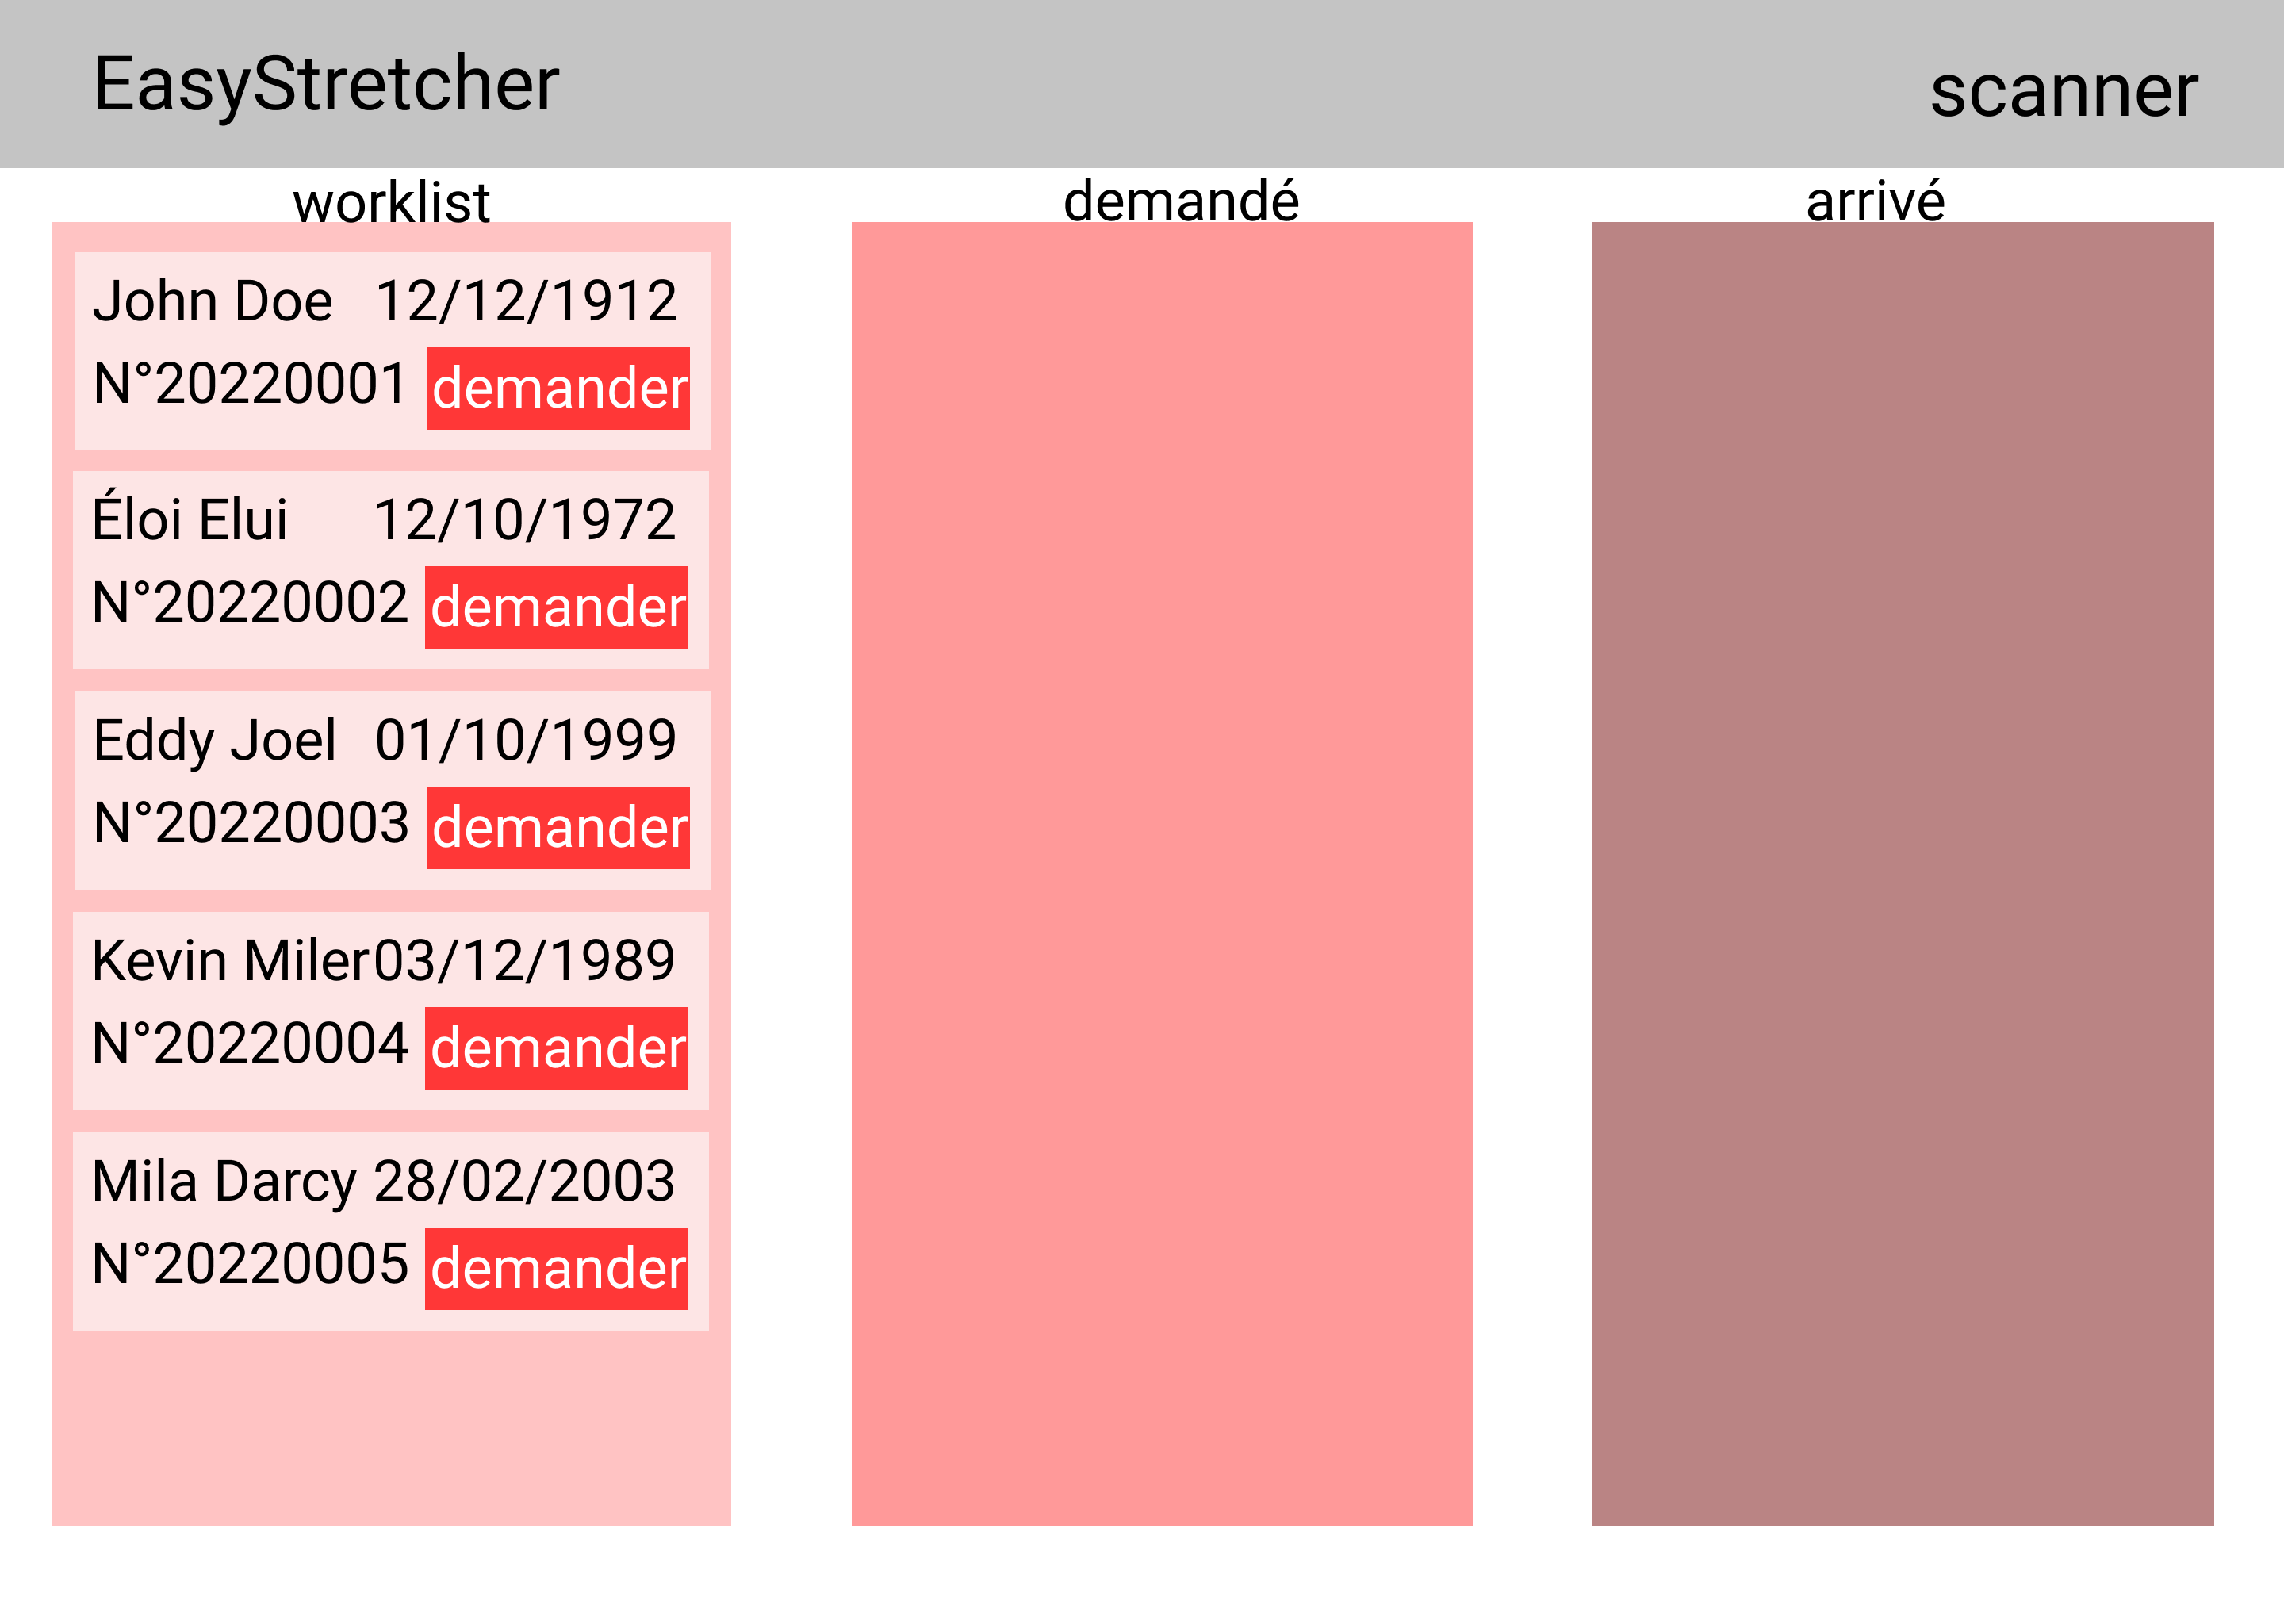 EasyStretcher scanner
worklist demandé arrivé
John Doe 12/12/1912
N°20220001 demander
Éloi Elui 12/10/1972
N°20220002 demander
Eddy Joel 01/10/1999
N°20220003 demander
Kevin Miler 03/12/1989
N°20220004 demander
Mila Darcy 28/02/2003
N°20220005 demander